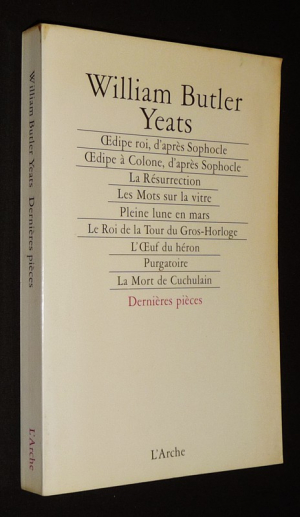 William Butler
Yeats
Œdipe roi, d'après Sophocle
Œdipe à Colone, d'après Sophocle
La Résurrection
Les Mots sur la vitre
Pleine lune en mars
Le Roi de la Tour du Gros-Horloge
L'Œuf du héron
Purgatoire
La Mort de Cuchulain
Dernières pièces
L'Arche
William Butler Yeats Dernières pièces
L'Arche